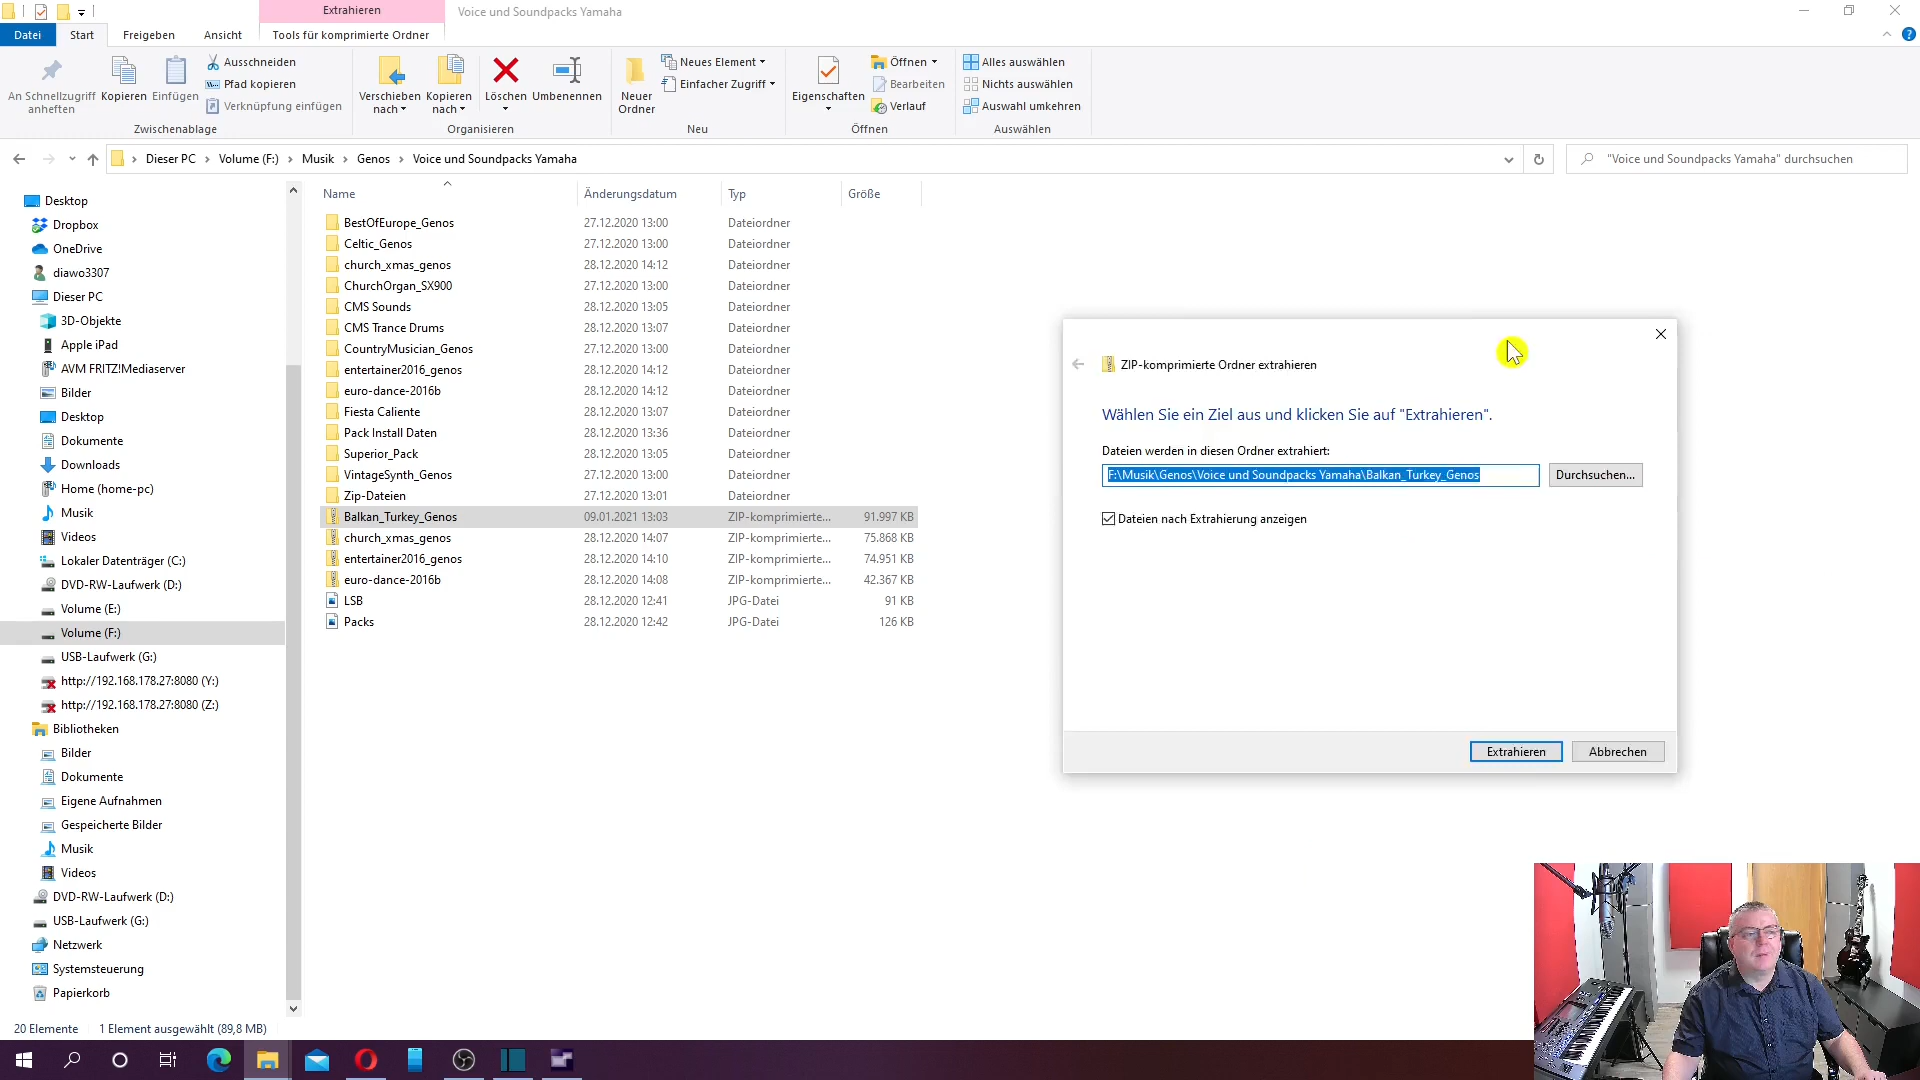 Extrahieren
Voice und Soundpacks Yamaha
Datei
Start
Freigeben
Ansicht
Tools für komprimierte Ordner
An Schnellzugriff
anheften
Kopieren
Einfügen
Ausschneiden
Pfad kopieren
Verknüpfung einfügen
Zwischenablage
Verschieben
nach
Kopieren
nach
Löschen
Umbenennen
Organisieren
Neuer
Ordner
Neues Element
Einfacher Zugriff
Neu
Eigenschaften
Öffnen
Bearbeiten
Verlauf
Öffnen
Alles auswählen
Nichts auswählen
Auswahl umkehren
Auswählen
Dieser PC › Volume (F:) › Musik › Genos › Voice und Soundpacks Yamaha
"Voice und Soundpacks Yamaha" durchsuchen
Desktop
Dropbox
OneDrive
diawo3307
Dieser PC
3D-Objekte
Apple iPad
AVM FRITZ!Mediaserver
Bilder
Desktop
Dokumente
Downloads
Home (home-pc)
Musik
Videos
Lokaler Datenträger (C:)
DVD-RW-Laufwerk (D:)
Volume (E:)
Volume (F:)
USB-Laufwerk (G:)
http://192.168.178.27:8080 (Y:)
http://192.168.178.27:8080 (Z:)
Bibliotheken
Bilder
Dokumente
Eigene Aufnahmen
Gespeicherte Bilder
Musik
Videos
DVD-RW-Laufwerk (D:)
USB-Laufwerk (G:)
Netzwerk
Systemsteuerung
Papierkorb
Name Änderungsdatum Typ Größe
BestOfEurope_Genos 27.12.2020 13:00 Dateiordner
Celtic_Genos 27.12.2020 13:00 Dateiordner
church_xmas_genos 28.12.2020 14:12 Dateiordner
ChurchOrgan_SX900 27.12.2020 13:00 Dateiordner
CMS Sounds 28.12.2020 13:05 Dateiordner
CMS Trance Drums 28.12.2020 13:07 Dateiordner
CountryMusician_Genos 27.12.2020 13:00 Dateiordner
entertainer2016_genos 28.12.2020 14:12 Dateiordner
euro-dance-2016b 28.12.2020 14:12 Dateiordner
Fiesta Caliente 28.12.2020 13:07 Dateiordner
Pack Install Daten 28.12.2020 13:36 Dateiordner
Superior_Pack 28.12.2020 13:05 Dateiordner
VintageSynth_Genos 27.12.2020 13:00 Dateiordner
Zip-Dateien 27.12.2020 13:01 Dateiordner
Balkan_Turkey_Genos 09.01.2021 13:03 ZIP-komprimierte... 91.997 KB
church_xmas_genos 28.12.2020 14:07 ZIP-komprimierte... 75.868 KB
entertainer2016_genos 28.12.2020 14:10 ZIP-komprimierte... 74.951 KB
euro-dance-2016b 28.12.2020 14:08 ZIP-komprimierte... 42.367 KB
LSB 28.12.2020 12:41 JPG-Datei 91 KB
Packs 28.12.2020 12:42 JPG-Datei 126 KB
ZIP-komprimierte Ordner extrahieren
Wählen Sie ein Ziel aus und klicken Sie auf "Extrahieren".
Dateien werden in diesen Ordner extrahiert:
F:\Musik\Genos\Voice und Soundpacks Yamaha\Balkan_Turkey_Genos
Durchsuchen...
Dateien nach Extrahierung anzeigen
Extrahieren
Abbrechen
20 Elemente 1 Element ausgewählt (89,8 MB)